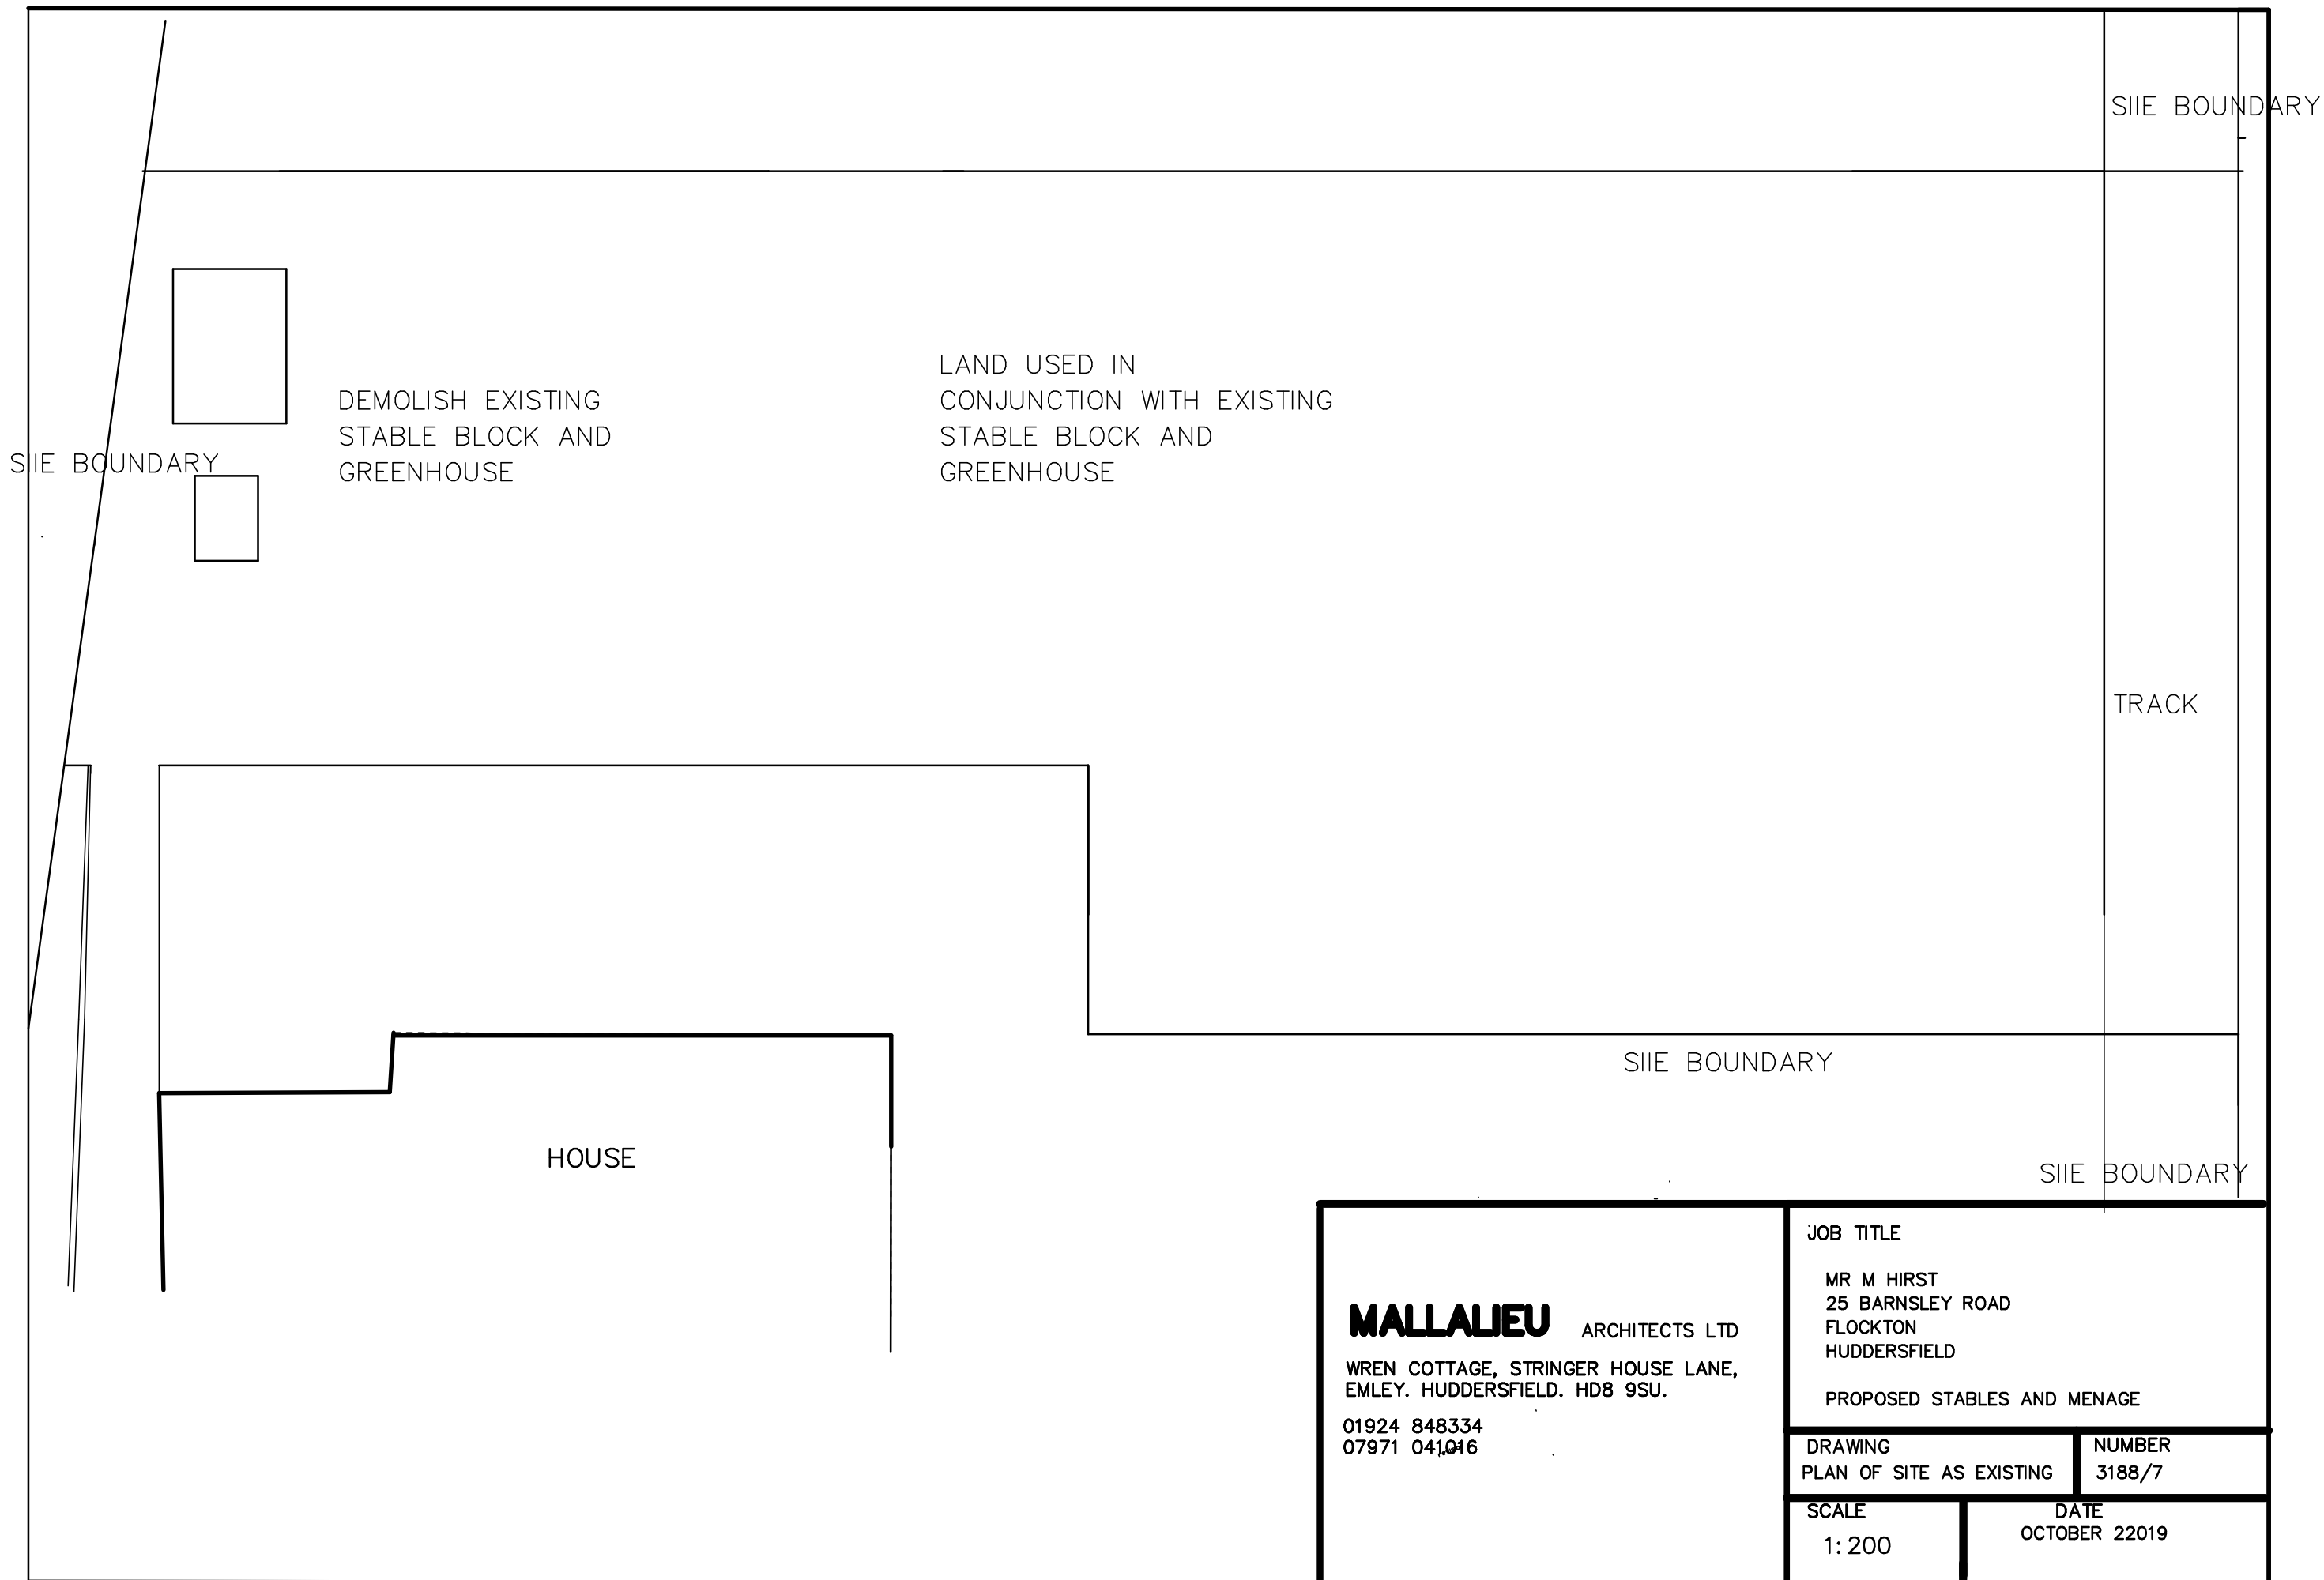 SIIE BOUNDARY
LAND USED IN
CONJUNCTION WITH EXISTING
STABLE BLOCK AND
GREENHOUSE
DEMOLISH EXISTING
STABLE BLOCK AND
GREENHOUSE
SIIE BOUNDARY
TRACK
SIIE BOUNDARY
HOUSE
SIIE BOUNDARY
MALLALIEU ARCHITECTS LTD
WREN COTTAGE, STRINGER HOUSE LANE,
EMLEY. HUDDERSFIELD. HD8 9SU.
01924 848334
07971 041016
JOB TITLE
MR M HIRST
25 BARNSLEY ROAD
FLOCKTON
HUDDERSFIELD
PROPOSED STABLES AND MENAGE
DRAWING
PLAN OF SITE AS EXISTING
NUMBER
3188/7
SCALE
1:200
DATE
OCTOBER 22019